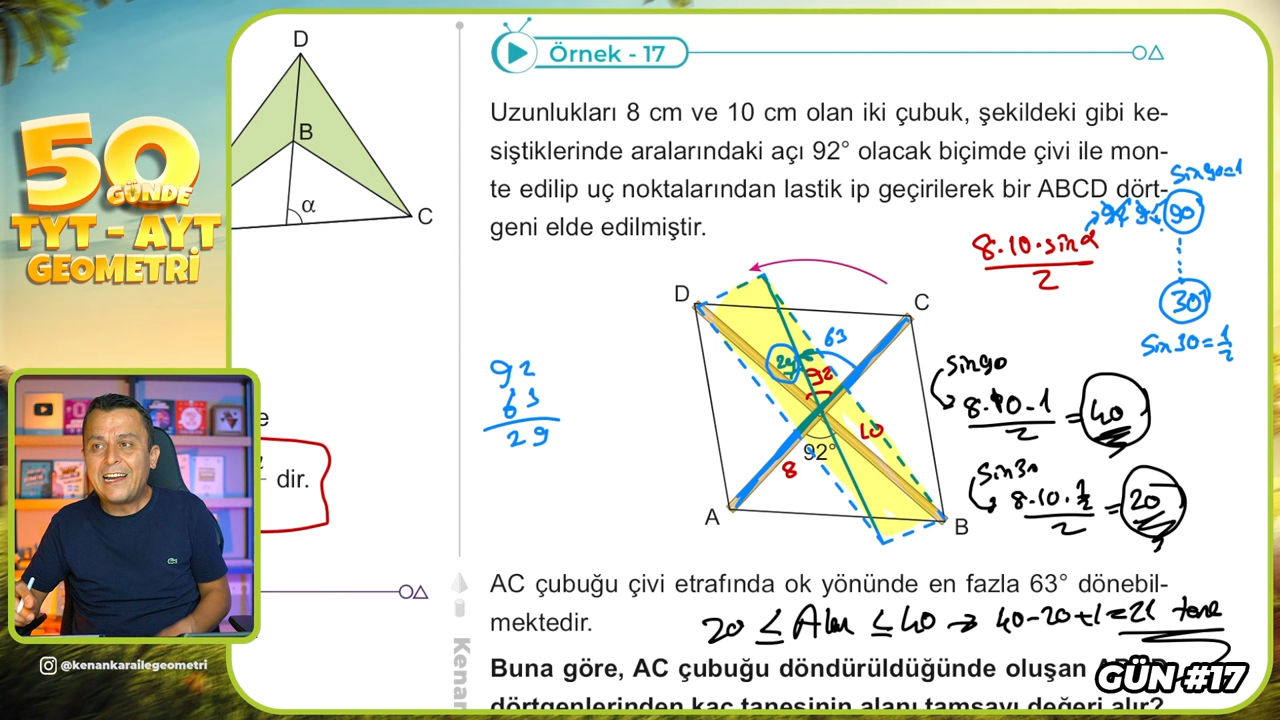 50
GÜNDE
TYT - AYT
GEOMETRİ
D
B
α
C
e
dir.
@kenankarailegeometri
Kenan
Örnek - 17
Uzunlukları 8 cm ve 10 cm olan iki çubuk, şekildeki gibi ke-
siştiklerinde aralarındaki açı 92° olacak biçimde çivi ile mon-
te edilip uç noktalarından lastik ip geçirilerek bir ABCD dört-
geni elde edilmiştir.
sin90=1
90
8·10·sinα
2
30
sin30=1/2
D
C
63
29
92
10
92°
8
A
B
92
63
29
sin90
8·10·1
2
=40
sin30
8·10·1/2
2
=20
AC çubuğu çivi etrafında ok yönünde en fazla 63° dönebil-
mektedir.
20 ≤ Alan ≤ 40 → 40-20+1=21 tane
Buna göre, AC çubuğu döndürüldüğünde oluşan
dörtgenlerinden kaç tanesinin alanı tamsayı değeri alır?
GÜN #17